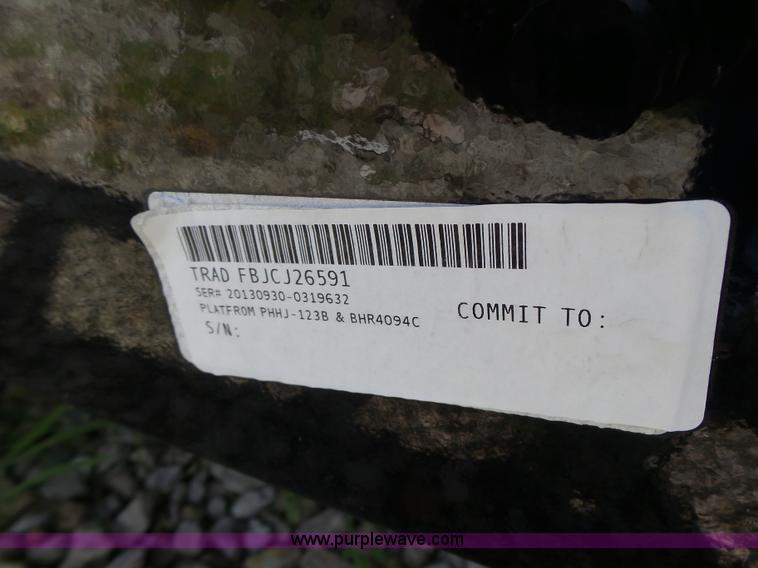 TRAD FBJCJ26591
SER# 20130930-0319632
PLATFROM PHHJ-123B & BHR4094C
S/N:
COMMIT TO:
www.purplewave.com